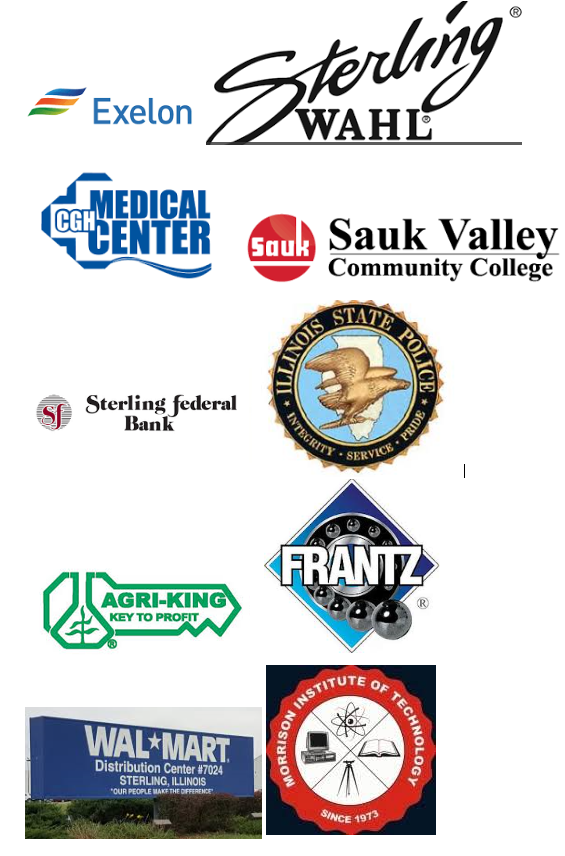 Exelon
Sterling ®
WAHL®
CGH MEDICAL
CENTER
Sauk
Sauk Valley
Community College
ILLINOIS STATE POLICE
INTEGRITY · SERVICE · PRIDE
sf
Sterling federal
Bank
FRANTZ
®
AGRI-KING
KEY TO PROFIT
®
WAL★MART
Distribution Center #7024
STERLING, ILLINOIS
"OUR PEOPLE MAKE THE DIFFERENCE"
MORRISON INSTITUTE OF TECHNOLOGY
SINCE 1973